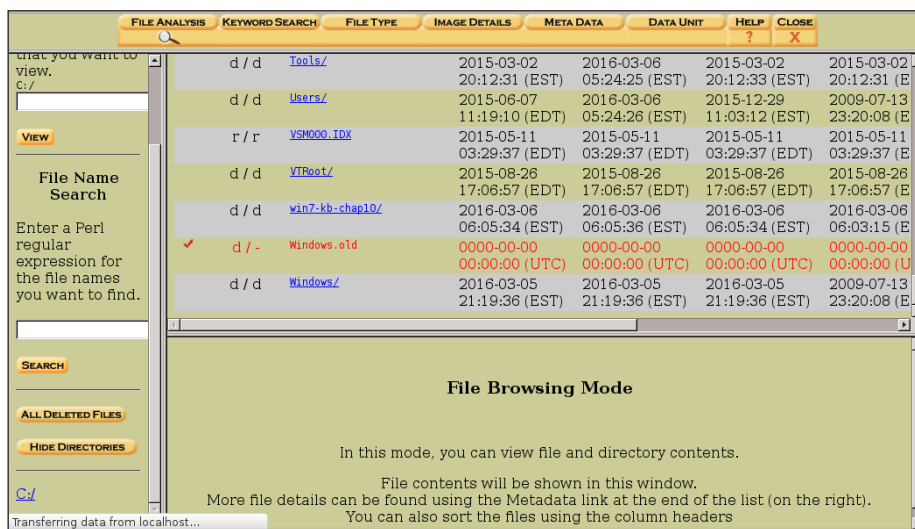 FILE ANALYSIS KEYWORD SEARCH FILE TYPE IMAGE DETAILS META DATA DATA UNIT HELP CLOSE
? X
that you want to
view.
C:/
VIEW
File Name
Search
Enter a Perl
regular
expression for
the file names
you want to find.
SEARCH
ALL DELETED FILES
HIDE DIRECTORIES
C:/
d / d Tools/ 2015-03-02 2016-03-06 2015-03-02 2015-03-02
20:12:31 (EST) 05:24:25 (EST) 20:12:33 (EST) 20:12:31 (E
d / d Users/ 2015-06-07 2016-03-06 2015-12-29 2009-07-13
11:19:10 (EDT) 05:24:26 (EST) 11:03:12 (EST) 23:20:08 (E
r / r VSM000.IDX 2015-05-11 2015-05-11 2015-05-11 2015-05-11
03:29:37 (EDT) 03:29:37 (EDT) 03:29:37 (EDT) 03:29:37 (E
d / d VTRoot/ 2015-08-26 2015-08-26 2015-08-26 2015-08-26
17:06:57 (EDT) 17:06:57 (EDT) 17:06:57 (EDT) 17:06:57 (E
d / d win7-kb-chap10/ 2016-03-06 2016-03-06 2016-03-06 2016-03-06
06:05:34 (EST) 06:05:36 (EST) 06:05:34 (EST) 06:03:15 (E
d / - Windows.old 0000-00-00 0000-00-00 0000-00-00 0000-00-00
00:00:00 (UTC) 00:00:00 (UTC) 00:00:00 (UTC) 00:00:00 (U
d / d Windows/ 2016-03-05 2016-03-05 2016-03-05 2009-07-13
21:19:36 (EST) 21:19:36 (EST) 21:19:36 (EST) 23:20:08 (E
File Browsing Mode
In this mode, you can view file and directory contents.
File contents will be shown in this window.
More file details can be found using the Metadata link at the end of the list (on the right).
You can also sort the files using the column headers
Transferring data from localhost...